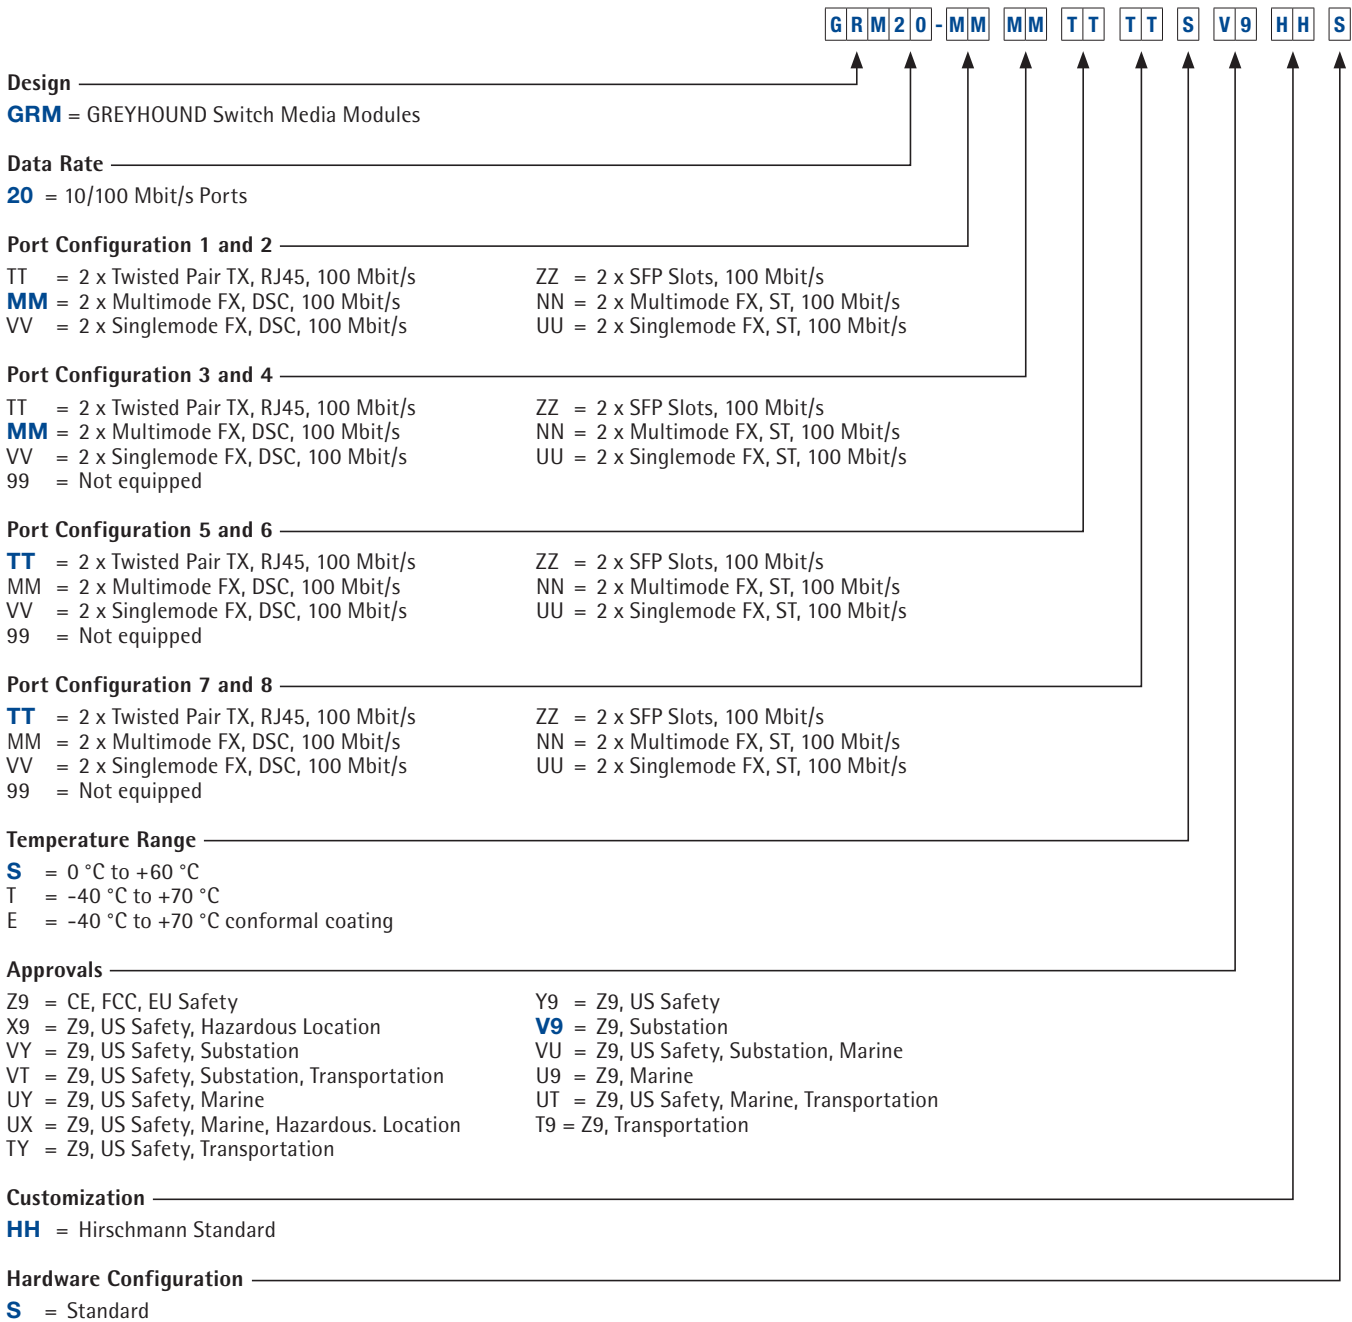 GRM20-MM MM TT TT S V9 HH S
Design
GRM = GREYHOUND Switch Media Modules
Data Rate
20 = 10/100 Mbit/s Ports
Port Configuration 1 and 2
TT = 2 x Twisted Pair TX, RJ45, 100 Mbit/s ZZ = 2 x SFP Slots, 100 Mbit/s
MM = 2 x Multimode FX, DSC, 100 Mbit/s NN = 2 x Multimode FX, ST, 100 Mbit/s
VV = 2 x Singlemode FX, DSC, 100 Mbit/s UU = 2 x Singlemode FX, ST, 100 Mbit/s
Port Configuration 3 and 4
TT = 2 x Twisted Pair TX, RJ45, 100 Mbit/s ZZ = 2 x SFP Slots, 100 Mbit/s
MM = 2 x Multimode FX, DSC, 100 Mbit/s NN = 2 x Multimode FX, ST, 100 Mbit/s
VV = 2 x Singlemode FX, DSC, 100 Mbit/s UU = 2 x Singlemode FX, ST, 100 Mbit/s
99 = Not equipped
Port Configuration 5 and 6
TT = 2 x Twisted Pair TX, RJ45, 100 Mbit/s ZZ = 2 x SFP Slots, 100 Mbit/s
MM = 2 x Multimode FX, DSC, 100 Mbit/s NN = 2 x Multimode FX, ST, 100 Mbit/s
VV = 2 x Singlemode FX, DSC, 100 Mbit/s UU = 2 x Singlemode FX, ST, 100 Mbit/s
99 = Not equipped
Port Configuration 7 and 8
TT = 2 x Twisted Pair TX, RJ45, 100 Mbit/s ZZ = 2 x SFP Slots, 100 Mbit/s
MM = 2 x Multimode FX, DSC, 100 Mbit/s NN = 2 x Multimode FX, ST, 100 Mbit/s
VV = 2 x Singlemode FX, DSC, 100 Mbit/s UU = 2 x Singlemode FX, ST, 100 Mbit/s
99 = Not equipped
Temperature Range
S = 0 °C to +60 °C
T = -40 °C to +70 °C
E = -40 °C to +70 °C conformal coating
Approvals
Z9 = CE, FCC, EU Safety Y9 = Z9, US Safety
X9 = Z9, US Safety, Hazardous Location V9 = Z9, Substation
VY = Z9, US Safety, Substation VU = Z9, US Safety, Substation, Marine
VT = Z9, US Safety, Substation, Transportation U9 = Z9, Marine
UY = Z9, US Safety, Marine UT = Z9, US Safety, Marine, Transportation
UX = Z9, US Safety, Marine, Hazardous. Location T9 = Z9, Transportation
TY = Z9, US Safety, Transportation
Customization
HH = Hirschmann Standard
Hardware Configuration
S = Standard